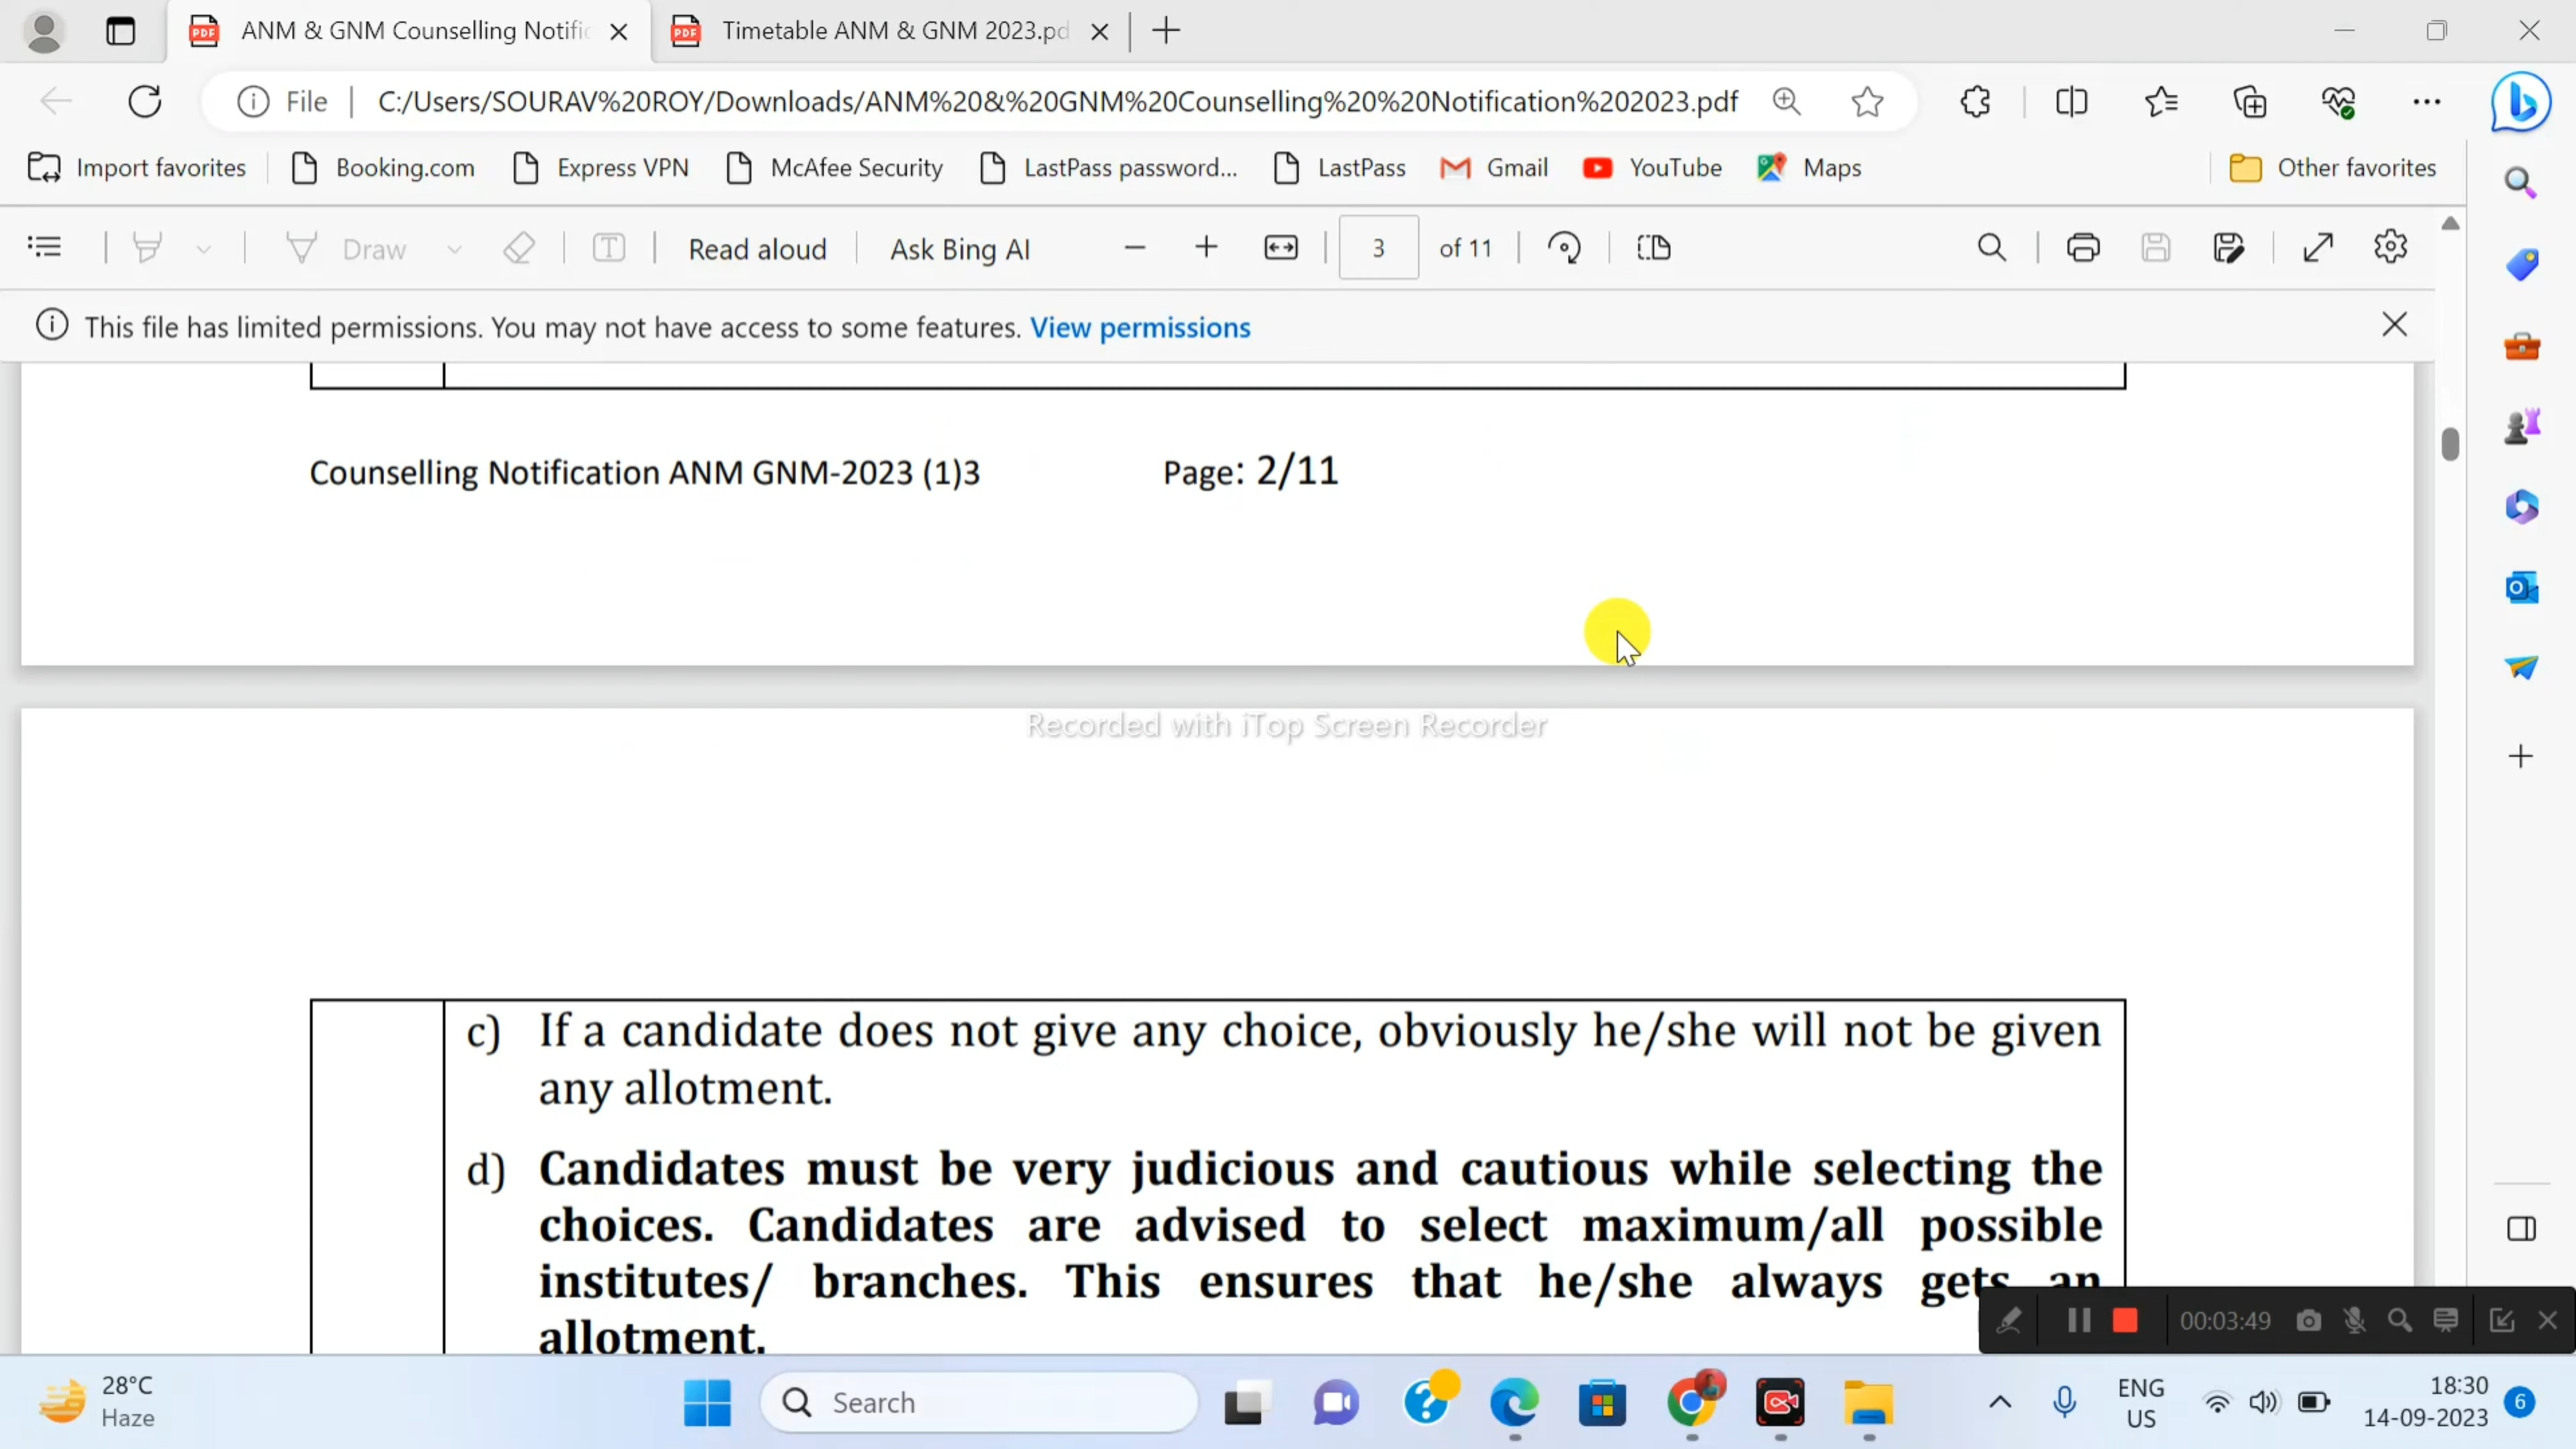 ANM & GNM Counselling Notific
Timetable ANM & GNM 2023.pd
File
C:/Users/SOURAV%20ROY/Downloads/ANM%20&%20GNM%20Counselling%20%20Notification%202023.pdf
Import favorites
Booking.com
Express VPN
McAfee Security
LastPass password...
LastPass
Gmail
YouTube
Maps
Other favorites
Draw
Read aloud
Ask Bing AI
3 of 11
This file has limited permissions. You may not have access to some features. View permissions
Counselling Notification ANM GNM-2023 (1)3 Page: 2/11
Recorded with iTop Screen Recorder
c) If a candidate does not give any choice, obviously he/she will not be given
any allotment.
d) Candidates must be very judicious and cautious while selecting the
choices. Candidates are advised to select maximum/all possible
institutes/ branches. This ensures that he/she always gets an
allotment.
00:03:49
28°C
Haze
Search
ENG
US
18:30
14-09-2023
6